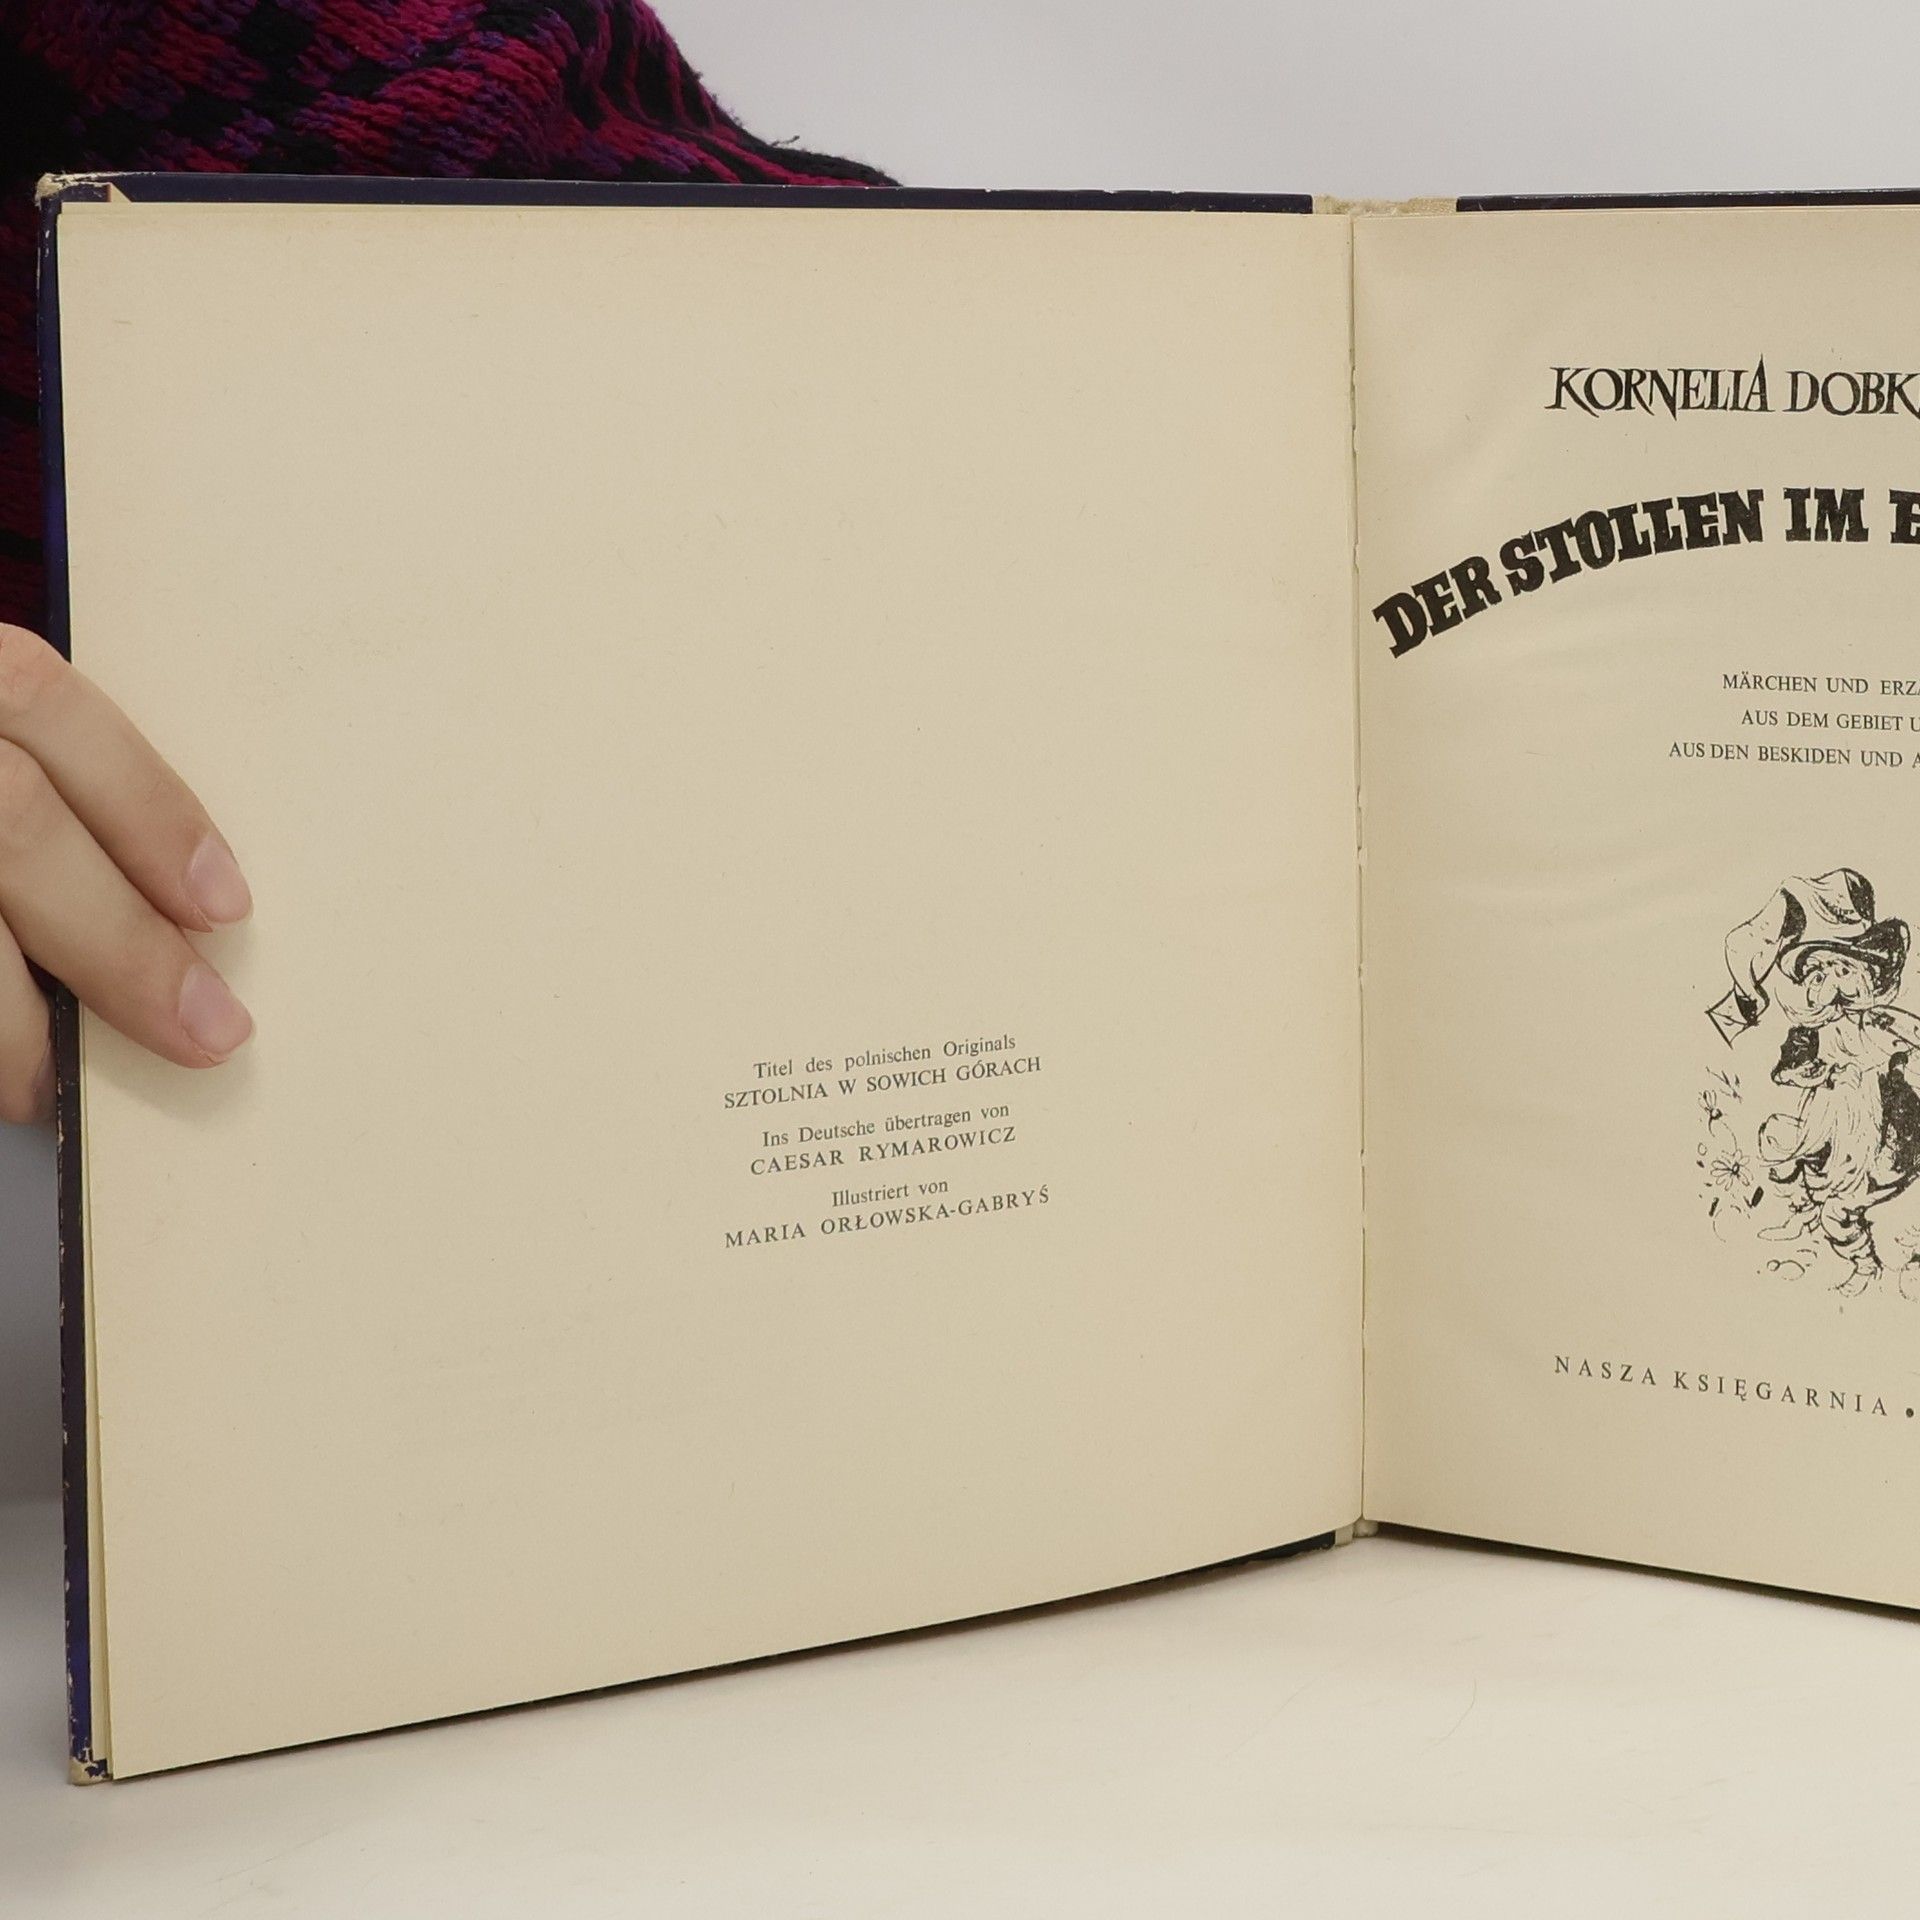 Titel des polnischen Originals
SZTOLNIA W SOWICH GÓRACH
Ins Deutsche übertragen von
CAESAR RYMAROWICZ
Illustriert von
MARIA ORŁOWSKA-GABRYŚ
KORNELIA DOBK
DER STOLLEN IM E
MÄRCHEN UND ERZÄ
AUS DEM GEBIET U
AUS DEN BESKIDEN UND A
NASZA KSIĘGARNIA •